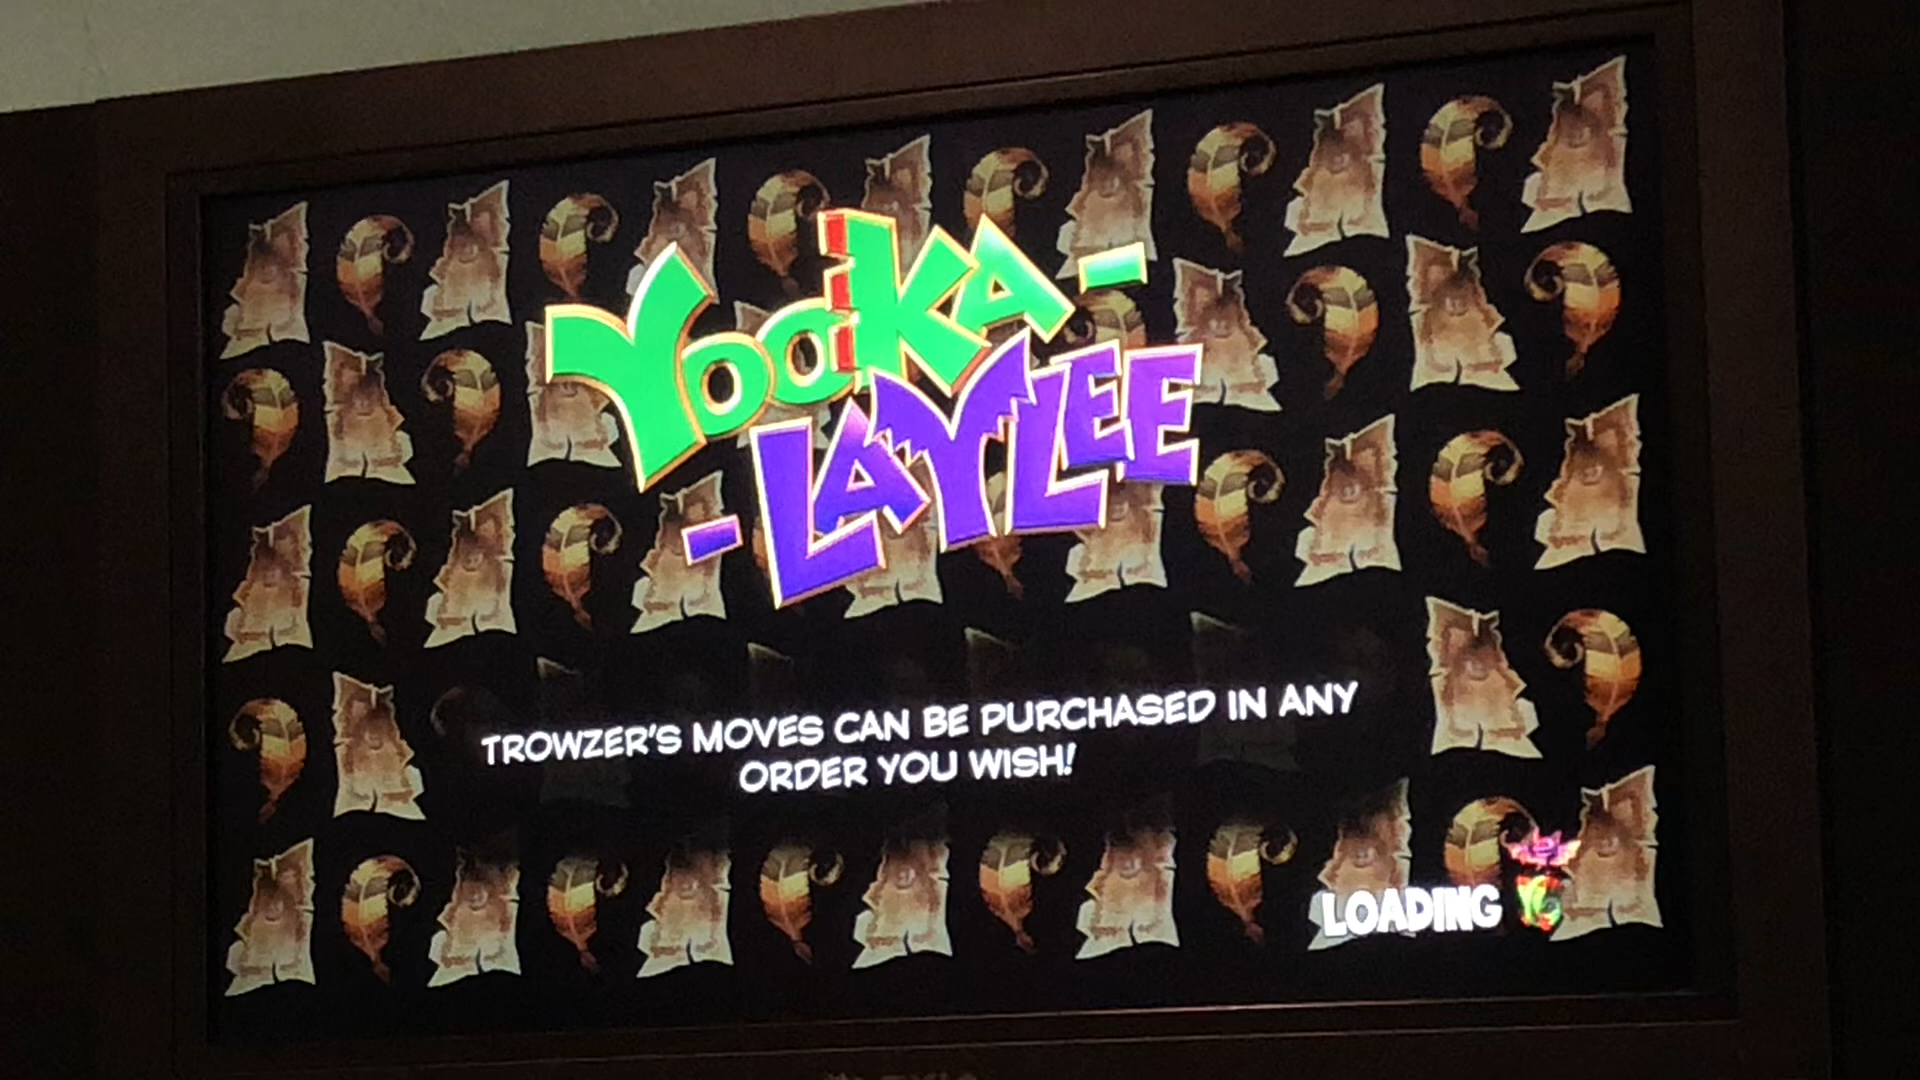 YOOKA-
-LAYLEE
TROWZER'S MOVES CAN BE PURCHASED IN ANY
ORDER YOU WISH!
LOADING